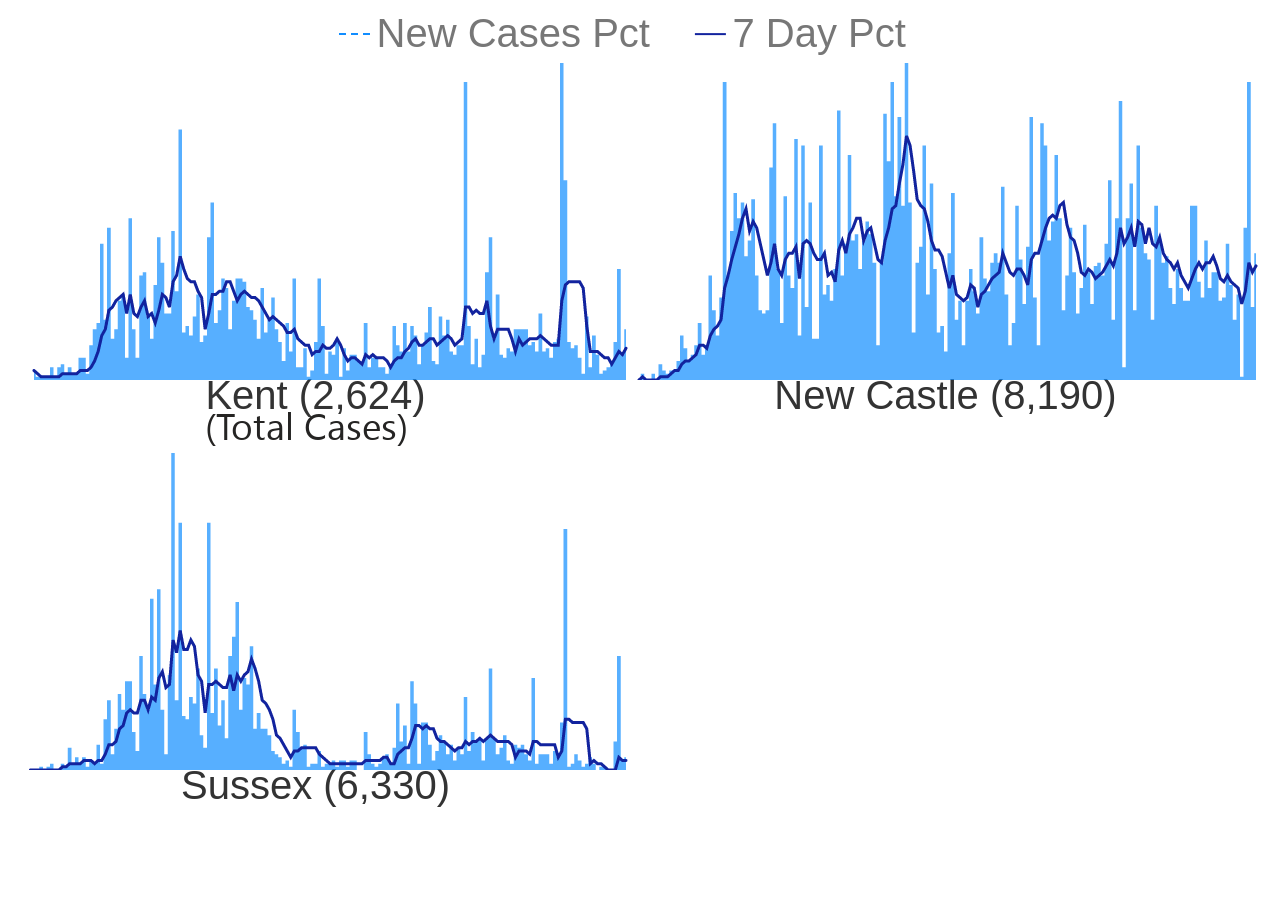 New Cases Pct 7 Day Pct
Kent (2,624)
(Total Cases)
New Castle (8,190)
Sussex (6,330)